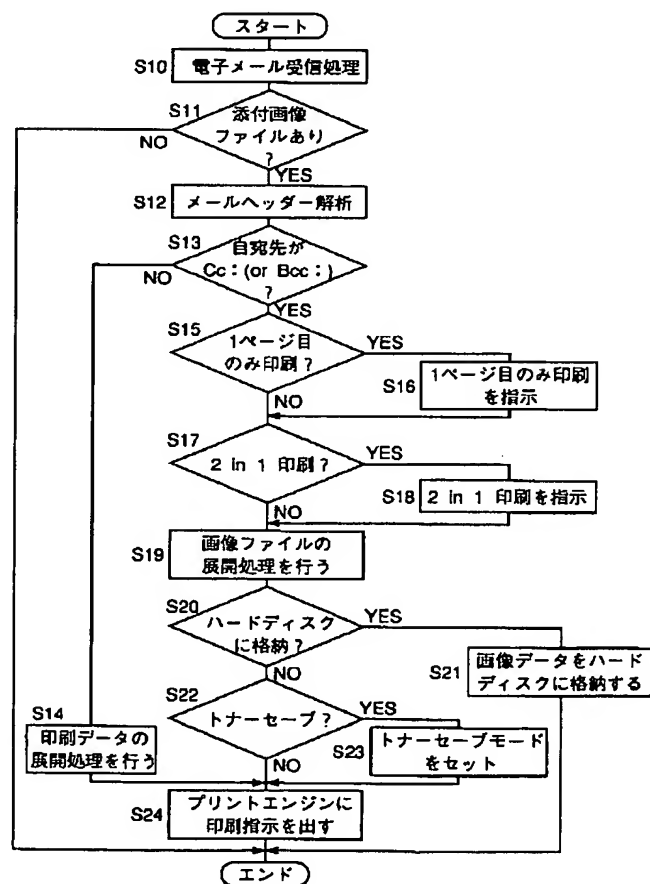 スタート
S10
電子メール受信処理
S11
添付画像
ファイルあり
?
NO
YES
S12
メールヘッダー解析
S13
自宛先が
Cc:(or Bcc:)
?
NO
YES
S15
1ページ目
のみ印刷?
YES
NO
S16
1ページ目のみ印刷
を指示
S17
2 in 1 印刷?
YES
NO
S18
2 in 1 印刷を指示
S19
画像ファイルの
展開処理を行う
S20
ハードディスク
に格納?
YES
NO
S21
画像データをハード
ディスクに格納する
S22
トナーセーブ?
YES
NO
S23
トナーセーブモード
をセット
S14
印刷データの
展開処理を行う
S24
プリントエンジンに
印刷指示を出す
エンド